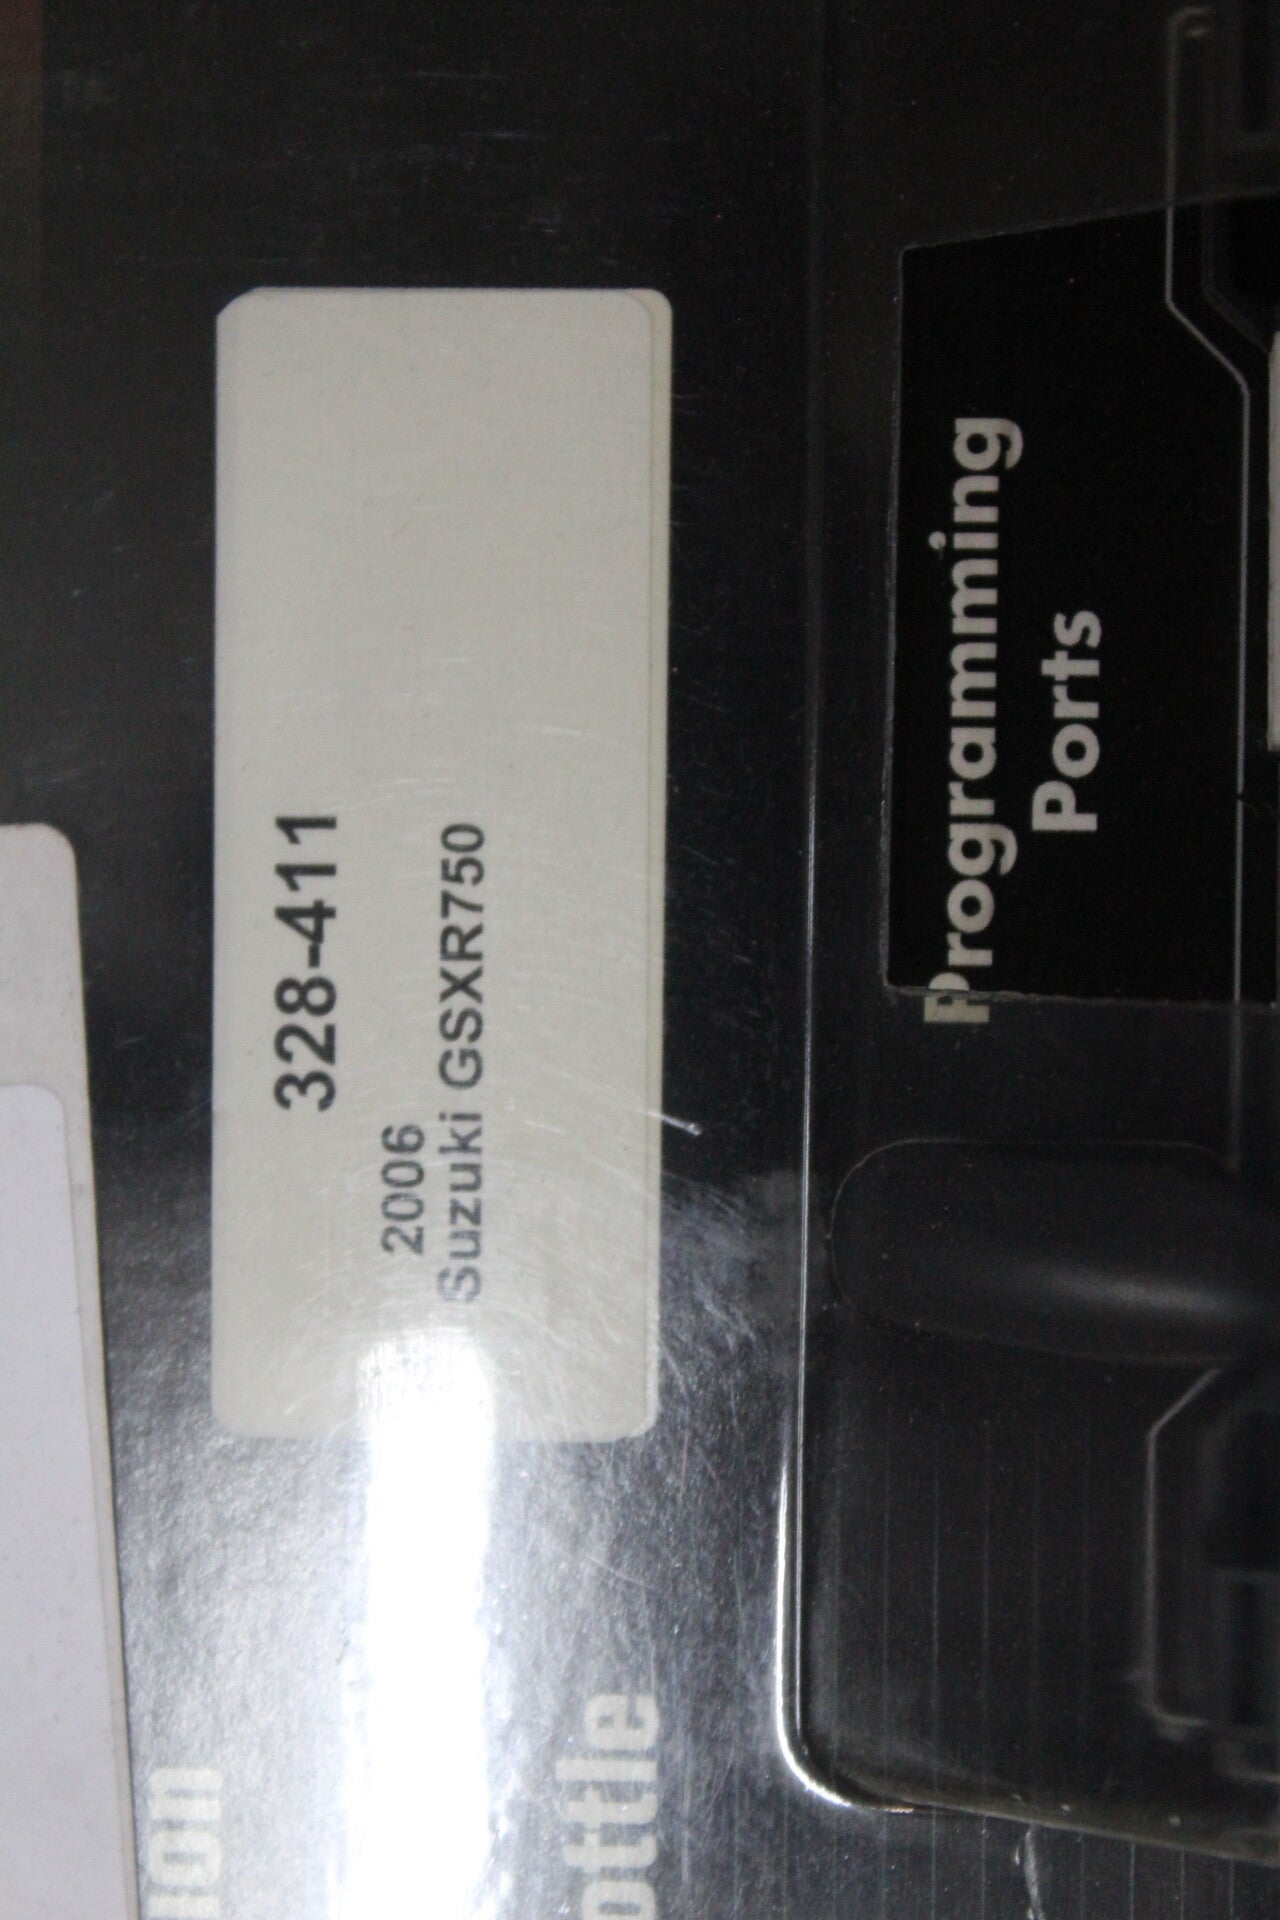 328-411
2006
Suzuki GSXR750
Programming
Ports